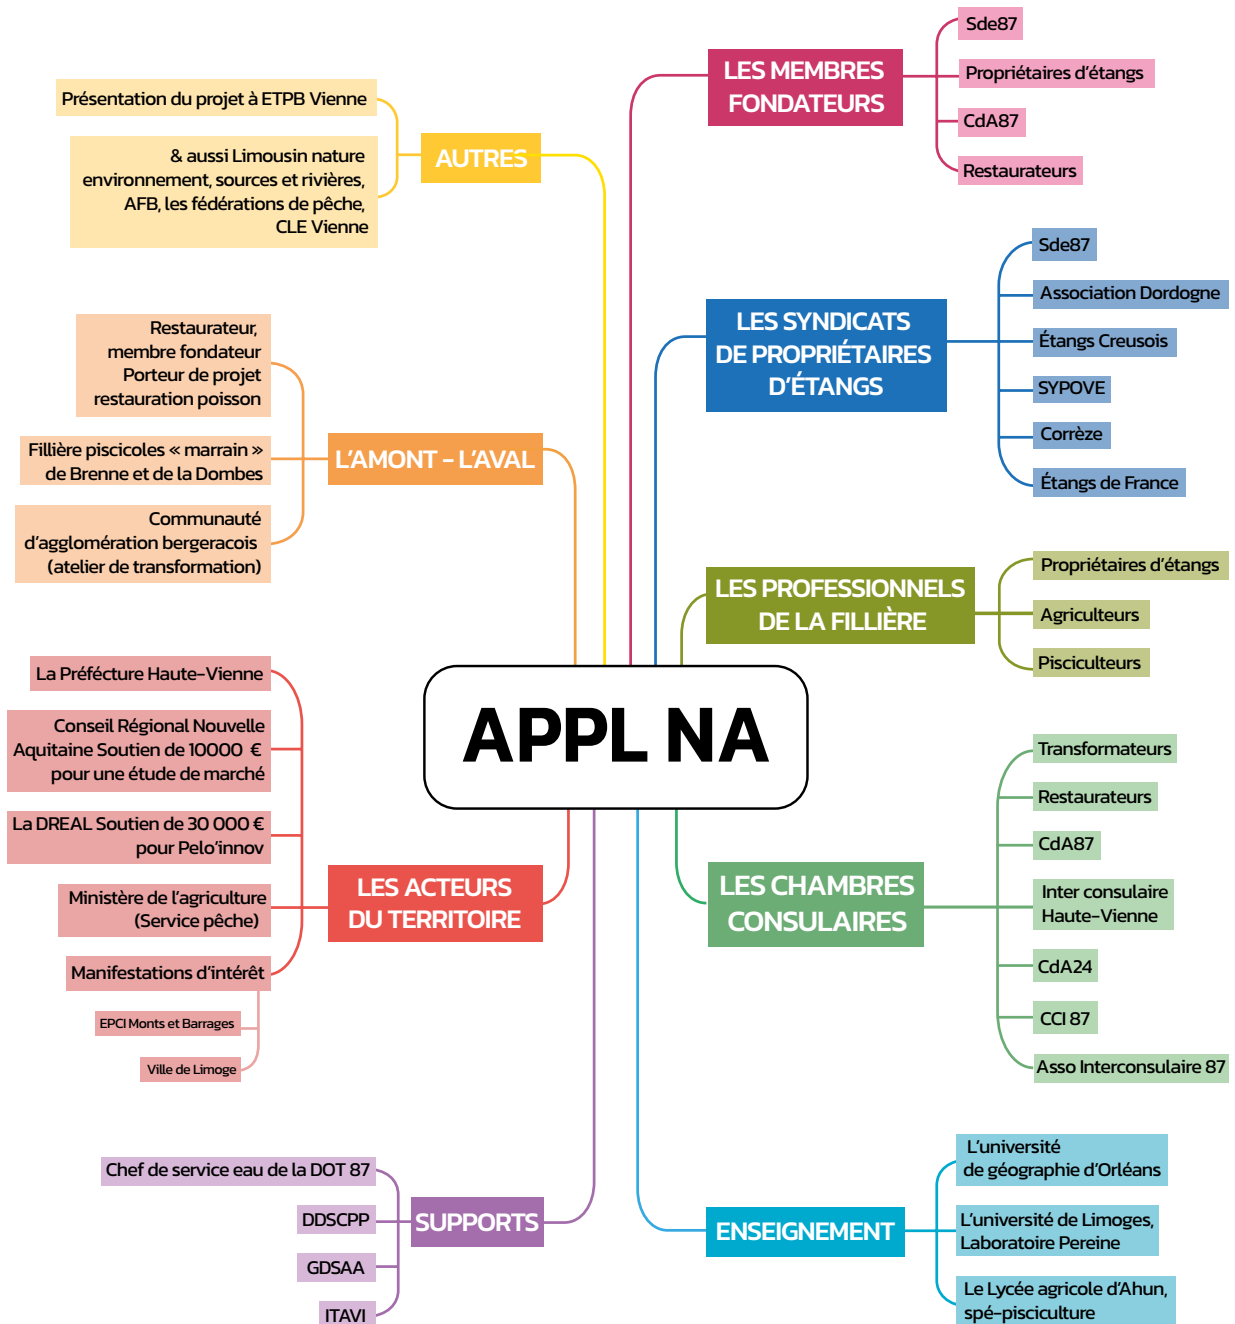 APPL NA
LES MEMBRES
FONDATEURS
Sde87
Propriétaires d'étangs
CdA87
Restaurateurs
LES SYNDICATS
DE PROPRIÉTAIRES
D'ÉTANGS
Sde87
Association Dordogne
Étangs Creusois
SYPOVE
Corrèze
Étangs de France
LES PROFESSIONNELS
DE LA FILLIÈRE
Propriétaires d'étangs
Agriculteurs
Pisciculteurs
LES CHAMBRES
CONSULAIRES
Transformateurs
Restaurateurs
CdA87
Inter consulaire
Haute-Vienne
CdA24
CCI 87
Asso Interconsulaire 87
ENSEIGNEMENT
L'université
de géographie d'Orléans
L'université de Limoges,
Laboratoire Pereine
Le Lycée agricole d'Ahun,
spé-pisciculture
AUTRES
Présentation du projet à ETPB Vienne
& aussi Limousin nature
environnement, sources et rivières,
AFB, les fédérations de pêche,
CLE Vienne
L'AMONT - L'AVAL
Restaurateur,
membre fondateur
Porteur de projet
restauration poisson
Fillière piscicoles « marrain »
de Brenne et de la Dombes
Communauté
d'agglomération bergeracois
(atelier de transformation)
LES ACTEURS
DU TERRITOIRE
La Préfécture Haute-Vienne
Conseil Régional Nouvelle
Aquitaine Soutien de 10000 €
pour une étude de marché
La DREAL Soutien de 30 000 €
pour Pelo'innov
Ministère de l'agriculture
(Service pêche)
Manifestations d'intérêt
EPCI Monts et Barrages
Ville de Limoge
SUPPORTS
Chef de service eau de la DOT 87
DDSCPP
GDSAA
ITAVI